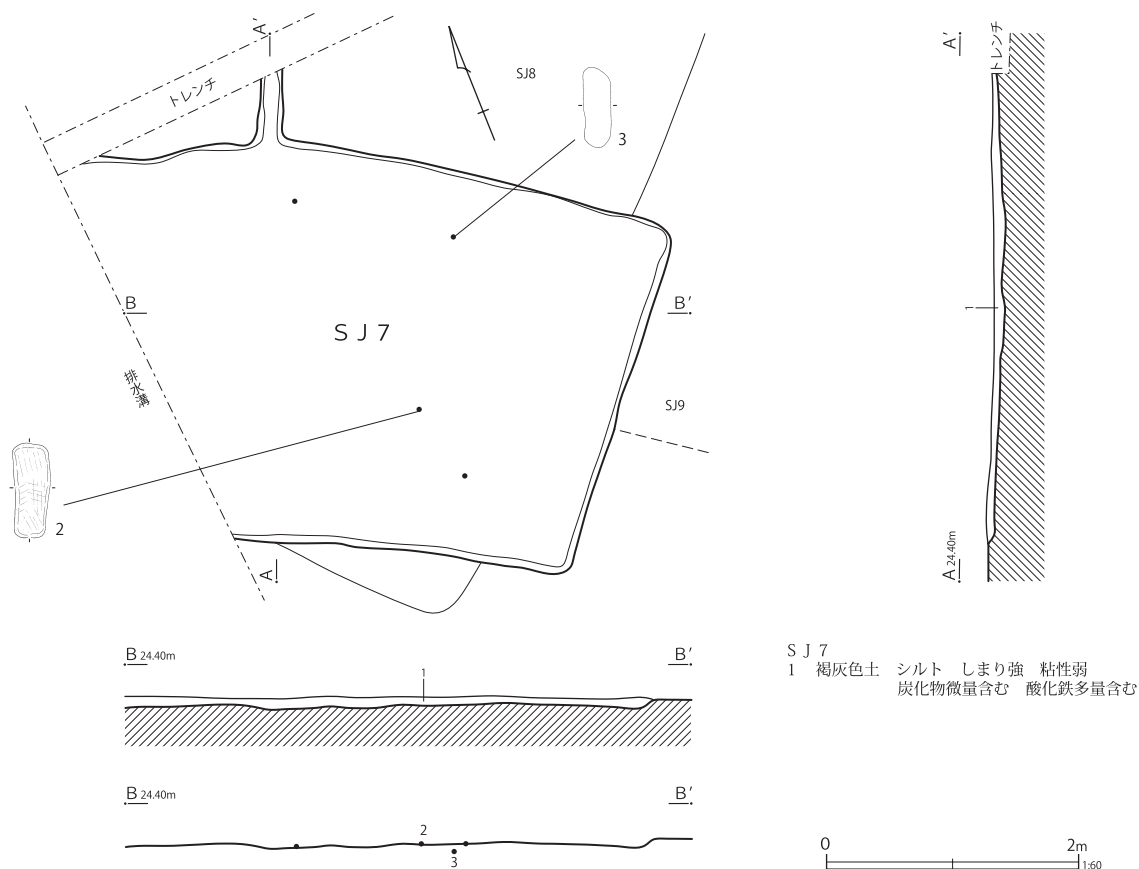 A′
トレンチ
SJ8
3
A′
トレンチ
B
B′
ＳＪ７
1
排水溝
SJ9
2
A
A 24.40m
B 24.40m
B′
1
ＳＪ７
1　褐灰色土　シルト　しまり強　粘性弱
炭化物微量含む　酸化鉄多量含む
B 24.40m
B′
2
3
0
2m
1:60